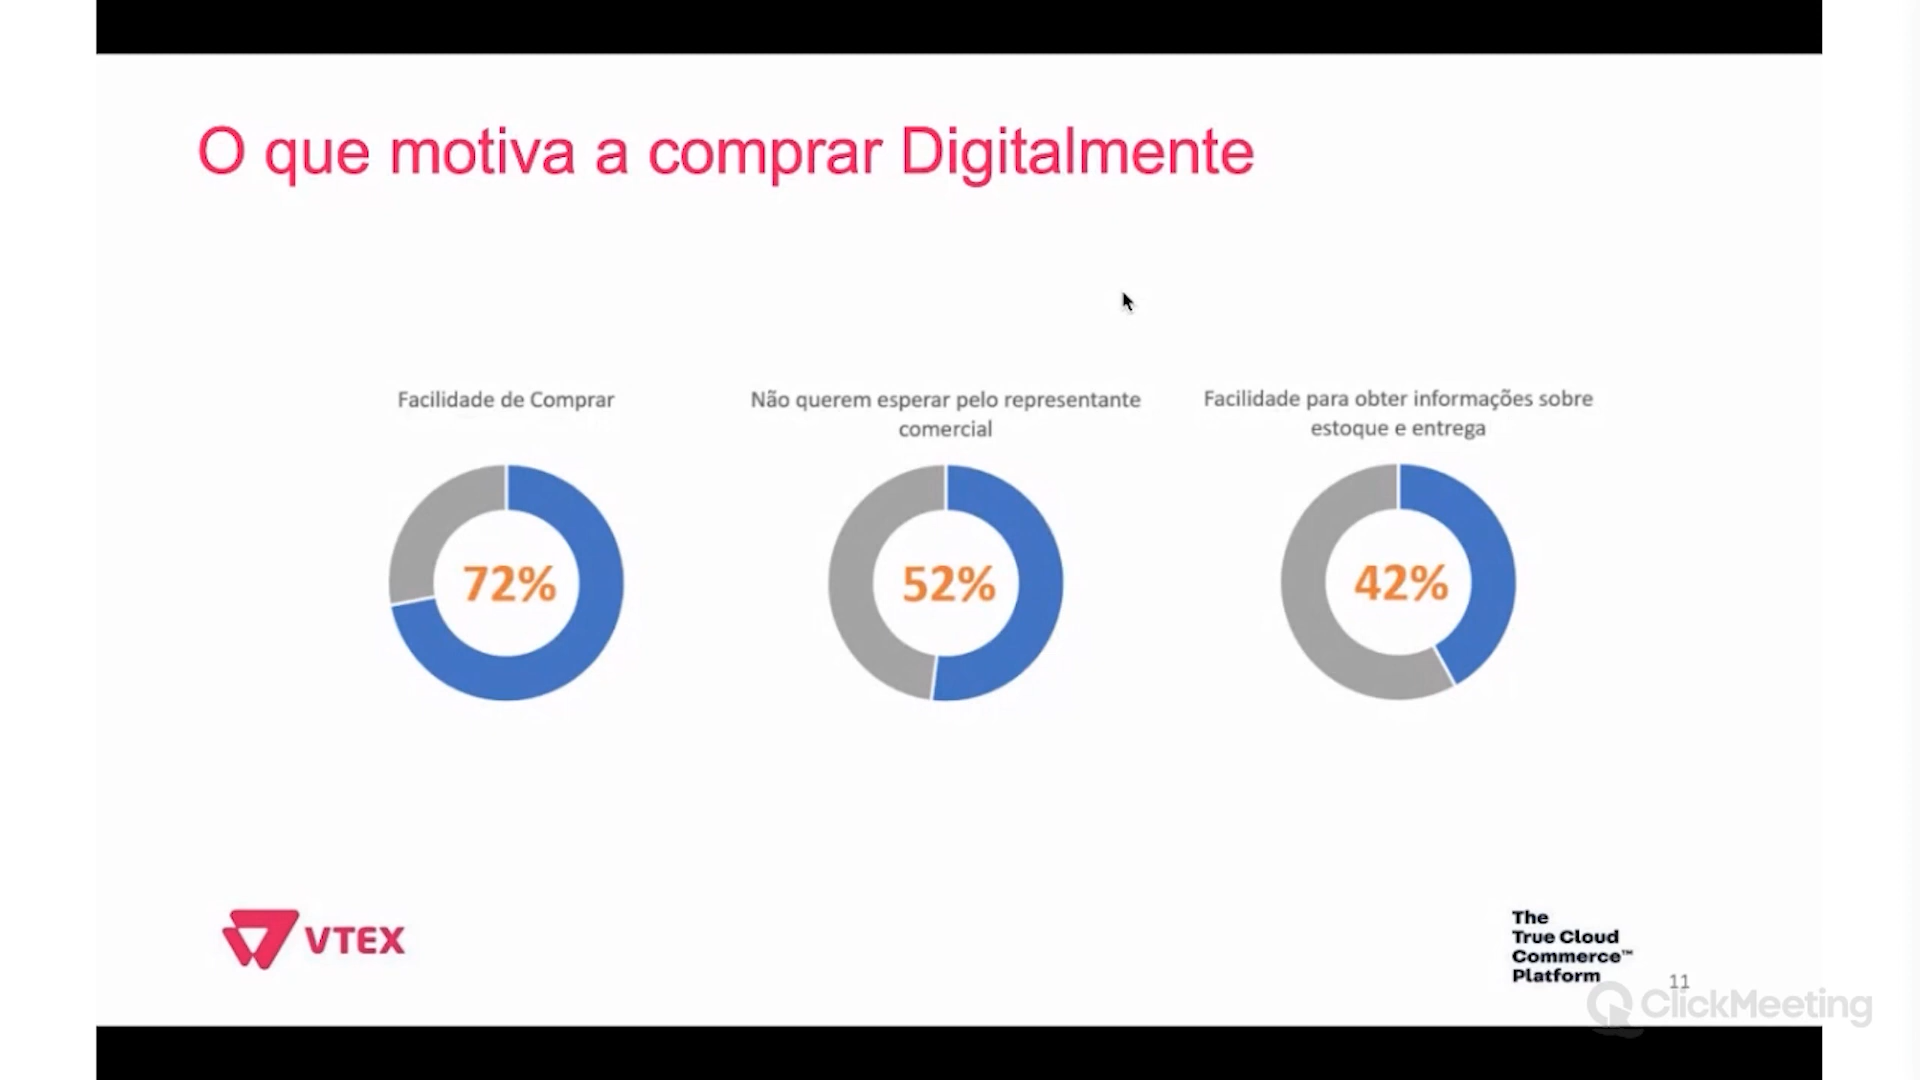 O que motiva a comprar Digitalmente
Facilidade de Comprar
Não querem esperar pelo representante
comercial
Facilidade para obter informações sobre
estoque e entrega
72%
52%
42%
VTEX
The
True Cloud
Commerce™
Platform
11
ClickMeeting